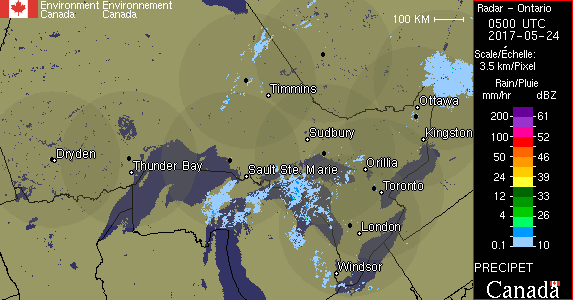 Environment Environnement
Canada Canada
100 KM
Timmins
Ottawa
Sudbury
Kingston
Dryden
Thunder Bay
Sault Ste. Marie
Orillia
Toronto
London
Windsor
Radar - Ontario
0500 UTC
2017-05-24
Scale/Échelle:
3.5 km/Pixel
Rain/Pluie
mm/hr dBZ
200 61
100 52
50 46
24 39
12 33
4 26
0.1 10
PRECIPET
Canada